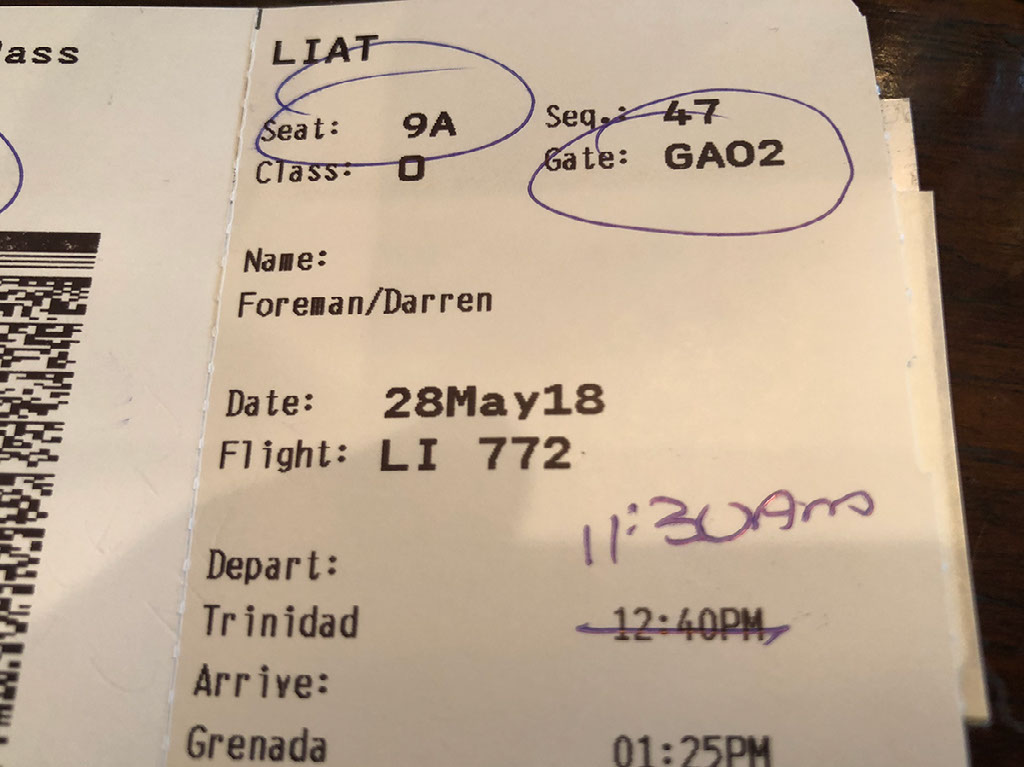 ass
LIAT
Seat: 9A Seq.: 47
Class: O Gate: GA02
Name:
Foreman/Darren
Date: 28May18
Flight: LI 772
11:30Am
Depart:
Trinidad 12:40PM
Arrive:
Grenada 01:25PM